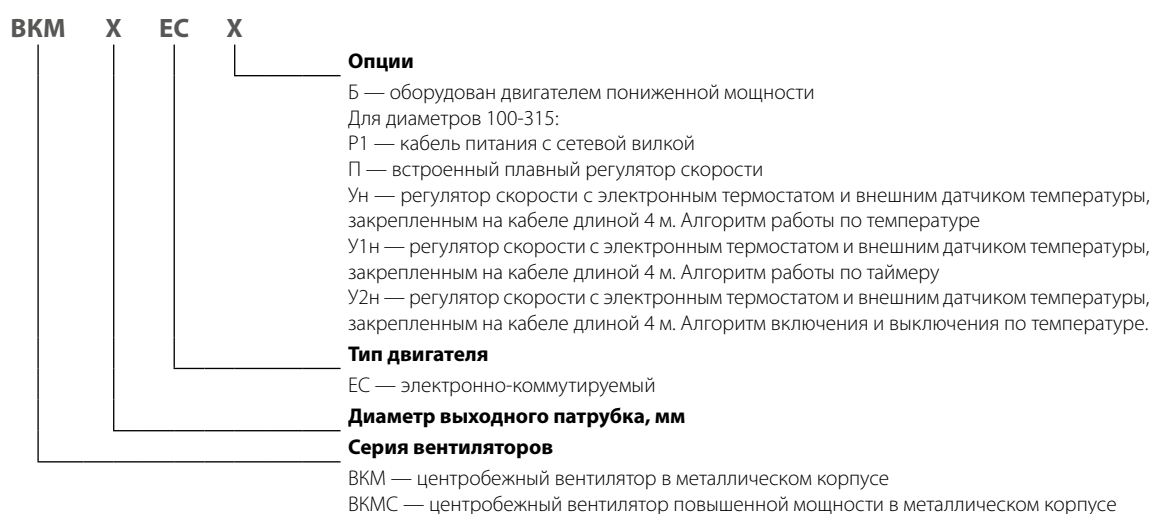 ВКМ Х ЕС Х
Опции
Б — оборудован двигателем пониженной мощности
Для диаметров 100-315:
Р1 — кабель питания с сетевой вилкой
П — встроенный плавный регулятор скорости
Ун — регулятор скорости с электронным термостатом и внешним датчиком температуры,
закрепленным на кабеле длиной 4 м. Алгоритм работы по температуре
У1н — регулятор скорости с электронным термостатом и внешним датчиком температуры,
закрепленным на кабеле длиной 4 м. Алгоритм работы по таймеру
У2н — регулятор скорости с электронным термостатом и внешним датчиком температуры,
закрепленным на кабеле длиной 4 м. Алгоритм включения и выключения по температуре.
Тип двигателя
ЕС — электронно-коммутируемый
Диаметр выходного патрубка, мм
Серия вентиляторов
ВКМ — центробежный вентилятор в металлическом корпусе
ВКМС — центробежный вентилятор повышенной мощности в металлическом корпусе